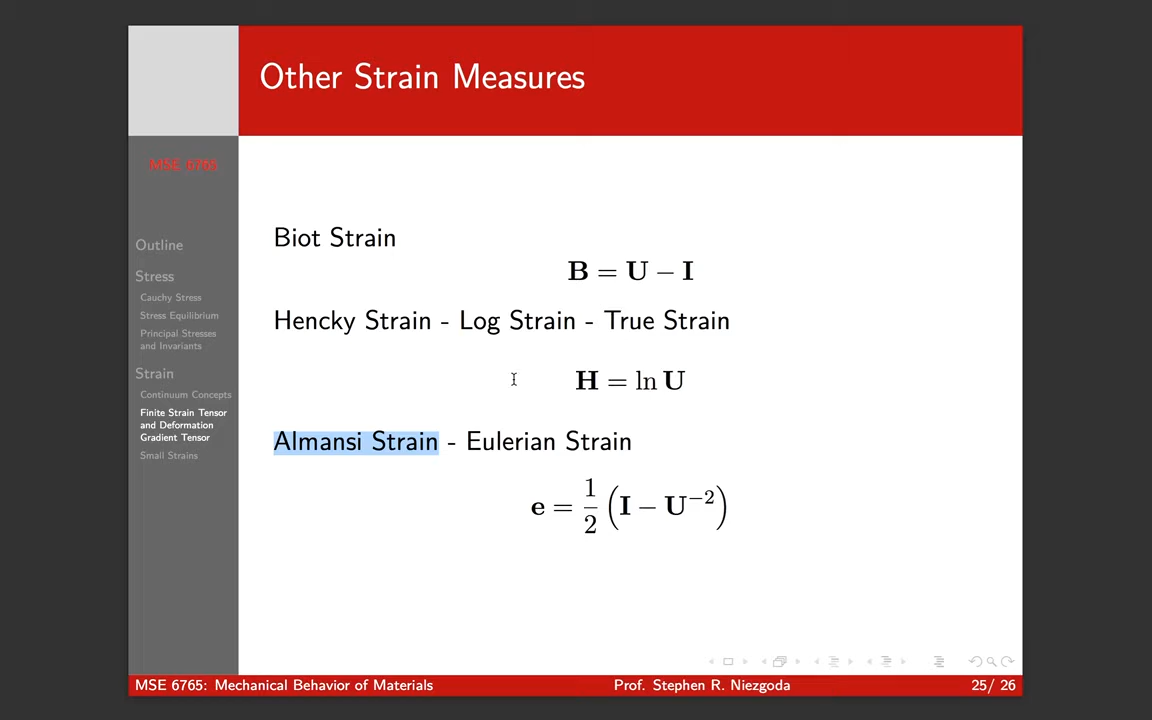 Other Strain Measures
MSE 6765
Outline
Stress
Cauchy Stress
Stress Equilibrium
Principal Stresses
and Invariants
Strain
Continuum Concepts
Finite Strain Tensor
and Deformation
Gradient Tensor
Small Strains
Biot Strain
B = U − I
Hencky Strain - Log Strain - True Strain
H = ln U
Almansi Strain - Eulerian Strain
e = 1/2 (I − U⁻²)
MSE 6765: Mechanical Behavior of Materials Prof. Stephen R. Niezgoda 25/ 26